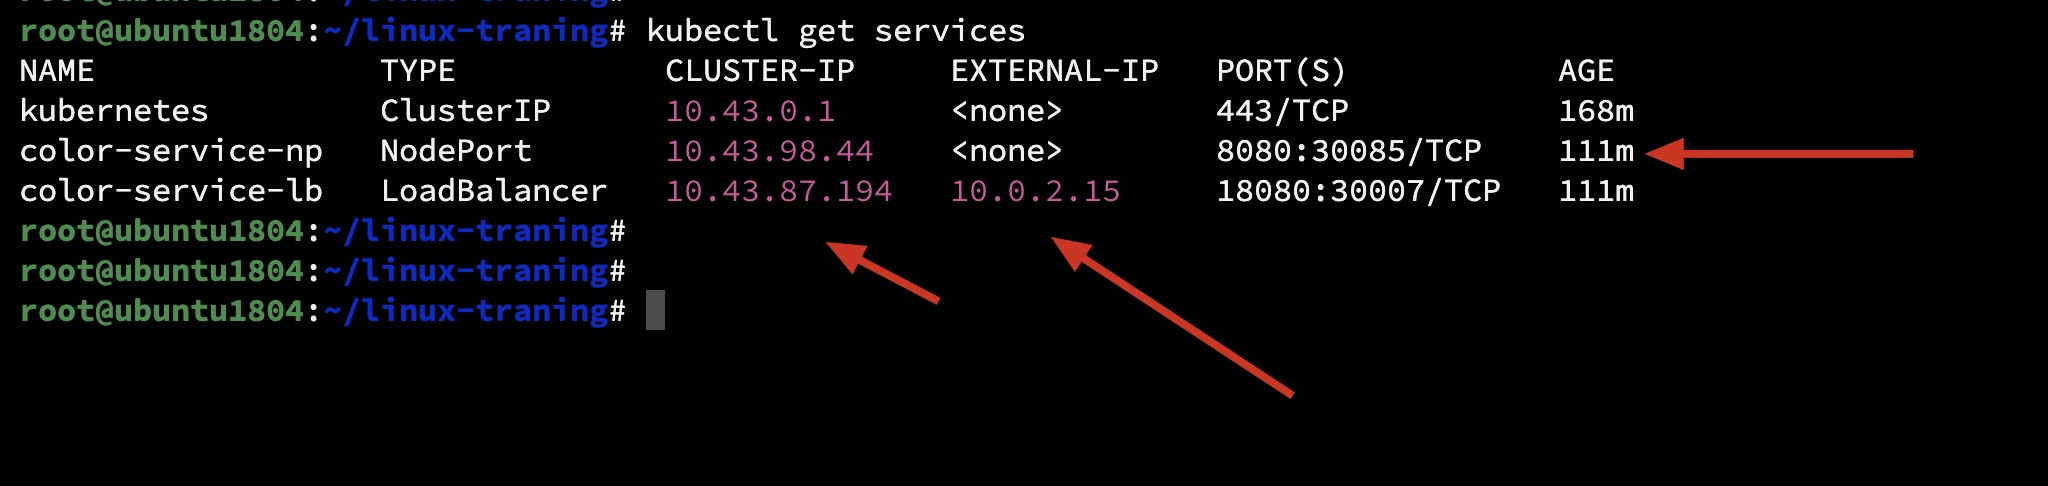 root@ubuntu1804:~/linux-traning# kubectl get services
NAME TYPE CLUSTER-IP EXTERNAL-IP PORT(S) AGE
kubernetes ClusterIP 10.43.0.1 <none> 443/TCP 168m
color-service-np NodePort 10.43.98.44 <none> 8080:30085/TCP 111m
color-service-lb LoadBalancer 10.43.87.194 10.0.2.15 18080:30007/TCP 111m
root@ubuntu1804:~/linux-traning#
root@ubuntu1804:~/linux-traning#
root@ubuntu1804:~/linux-traning#